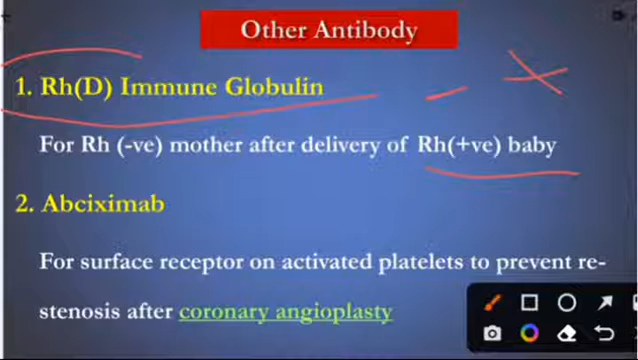 Other Antibody
1. Rh(D) Immune Globulin
For Rh (-ve) mother after delivery of Rh(+ve) baby
2. Abciximab
For surface receptor on activated platelets to prevent re-
stenosis after coronary angioplasty